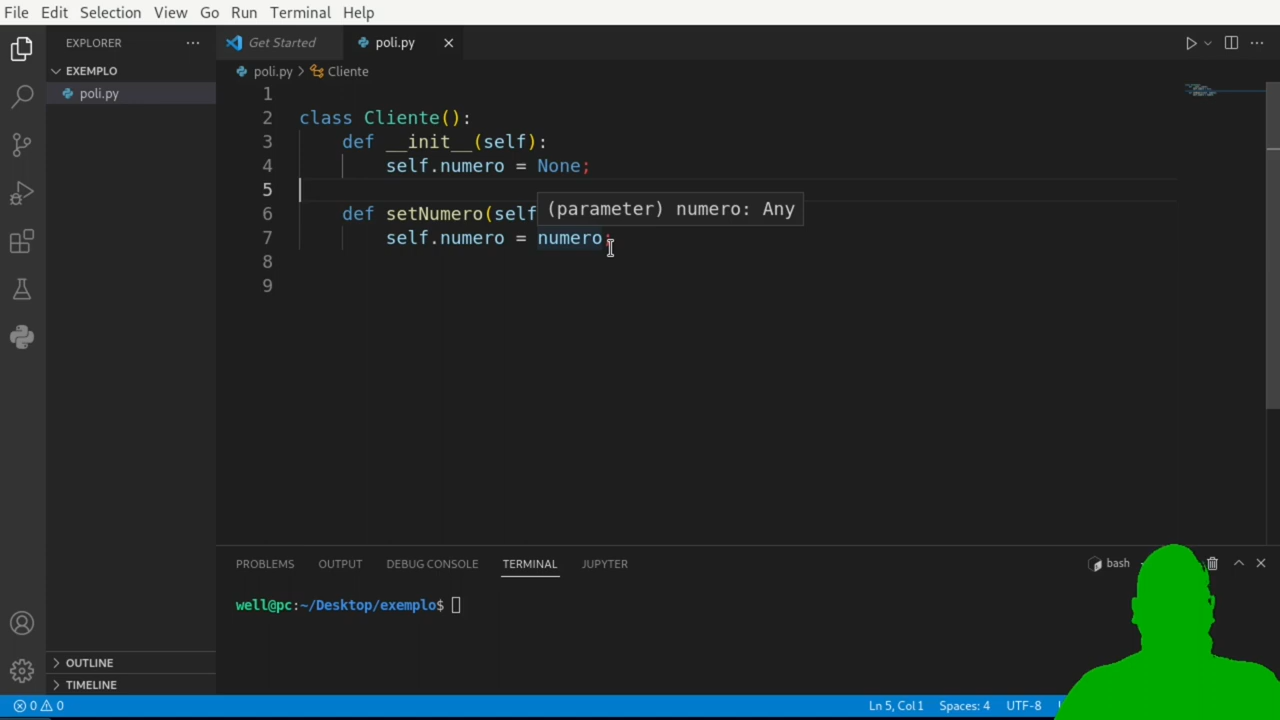 File Edit Selection View Go Run Terminal Help
EXPLORER ···
Get Started
poli.py
EXEMPLO
poli.py
poli.py > Cliente
1
2 class Cliente():
3 def __init__(self):
4 self.numero = None;
5
6 def setNumero(self
(parameter) numero: Any
7 self.numero = numero;
8
9
PROBLEMS OUTPUT DEBUG CONSOLE TERMINAL JUPYTER
bash
well@pc:~/Desktop/exemplo$
OUTLINE
TIMELINE
0 0
Ln 5, Col 1 Spaces: 4 UTF-8